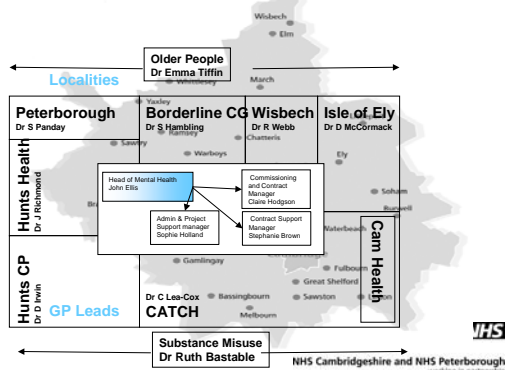 Wisbech
Elm
Older People
Dr Emma Tiffin
Localities
Whittlesey
March
Yaxley
Peterborough
Dr S Panday
Borderline CG
Dr S Hambling
Wisbech
Dr R Webb
Isle of Ely
Dr D McCormack
Ramsey
Chatteris
Sawtry
Warboys
Ely
Hunts Health
Dr J Richmond
Head of Mental Health
John Ellis
Commissioning
and Contract
Manager
Claire Hodgson
Admin & Project
Support manager
Sophie Holland
Contract Support
Manager
Stephanie Brown
Soham
Burwell
Waterbeach
Cam Health
Gamlingay
Fulbourn
Great Shelford
Sawston
Linton
Hunts CP
Dr D Irwin
GP Leads
Dr C Lea-Cox
CATCH
Bassingbourn
Melbourn
Substance Misuse
Dr Ruth Bastable
NHS
NHS Cambridgeshire and NHS Peterborough
working in partnership